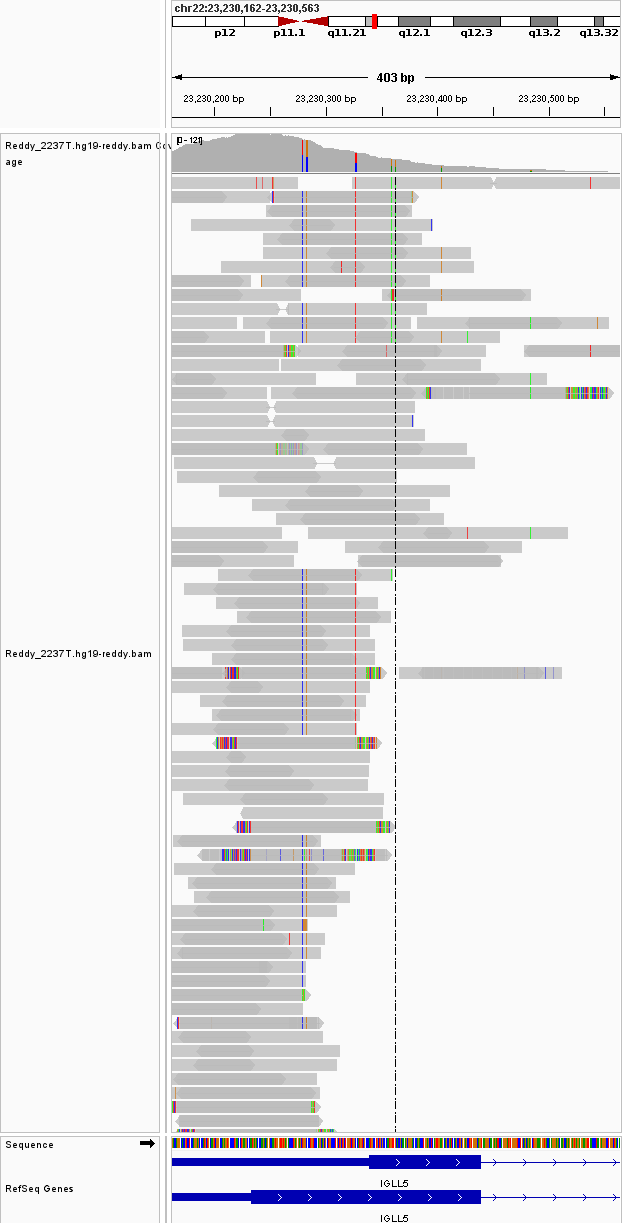 chr22:23,230,162-23,230,563
p12 p11.1 q11.21 q12.1 q12.3 q13.2 q13.32
403 bp
23,230,200 bp 23,230,300 bp 23,230,400 bp 23,230,500 bp
Reddy_2237T.hg19-reddy.bam Cov
age
[0 - 121]
Reddy_2237T.hg19-reddy.bam
Sequence
IGLL5
RefSeq Genes
IGLL5